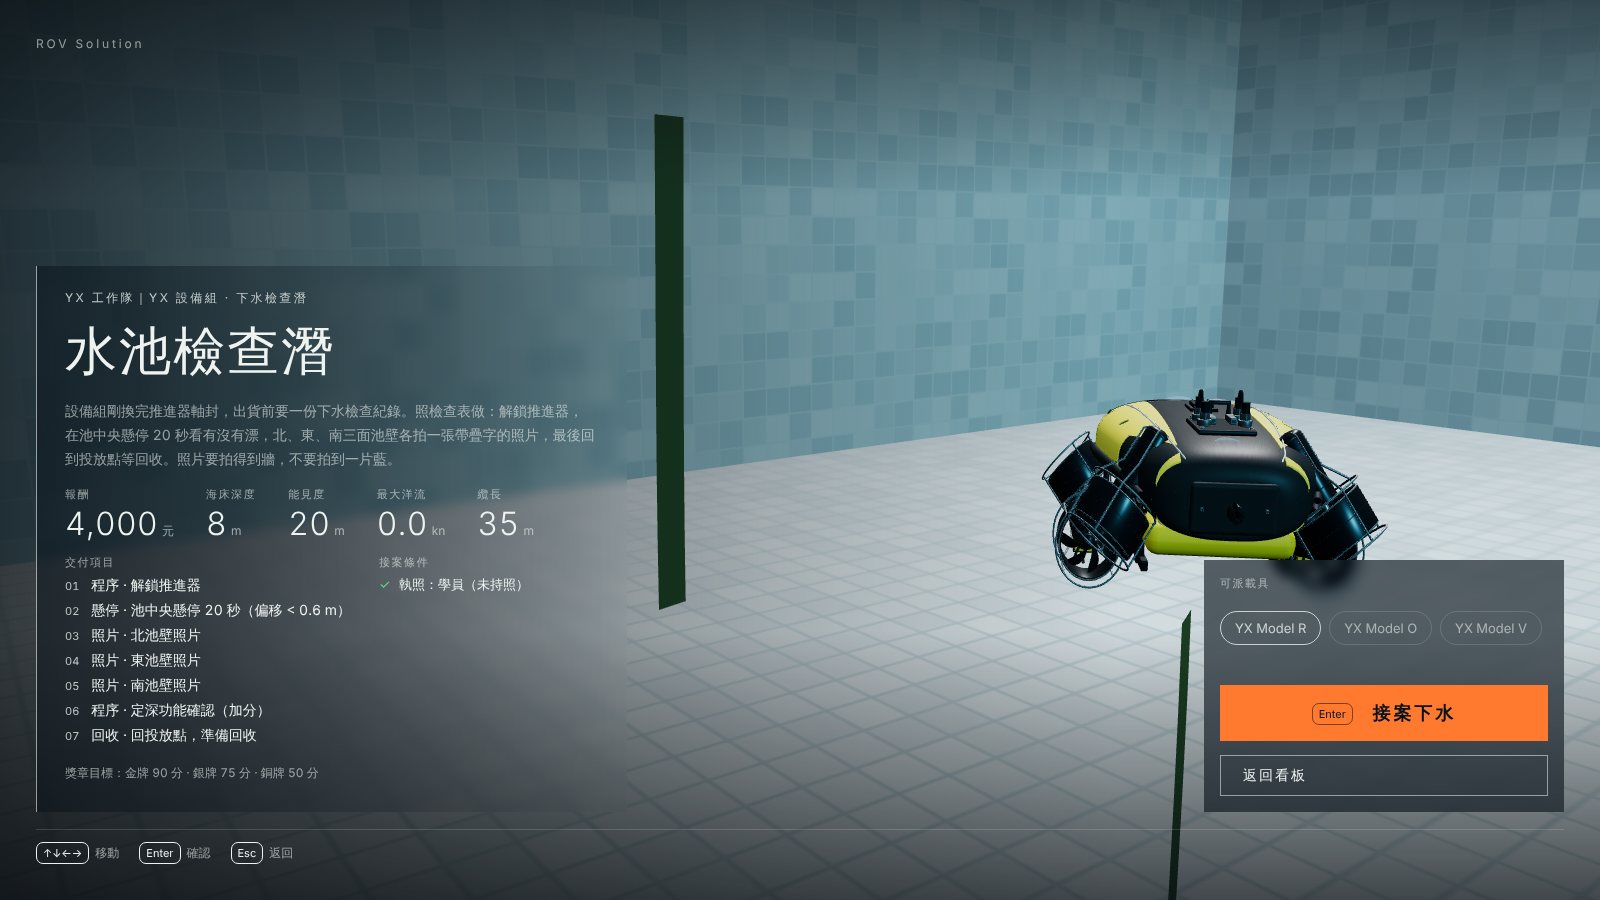 ROV Solution
YX 工作隊｜YX 設備組 · 下水檢查潛
水池檢查潛
設備組剛換完推進器軸封，出貨前要一份下水檢查紀錄。照檢查表做：解鎖推進器，
在池中央懸停 20 秒看有沒有漂，北、東、南三面池壁各拍一張帶疊字的照片，最後回
到投放點等回收。照片要拍得到牆，不要拍到一片藍。
報酬 海床深度 能見度 最大洋流 纜長
4,000 元 8 m 20 m 0.0 kn 35 m
交付項目
01 程序 · 解鎖推進器
02 懸停 · 池中央懸停 20 秒（偏移 < 0.6 m）
03 照片 · 北池壁照片
04 照片 · 東池壁照片
05 照片 · 南池壁照片
06 程序 · 定深功能確認（加分）
07 回收 · 回投放點，準備回收
接案條件
✓ 執照：學員（未持照）
獎章目標：金牌 90 分 · 銀牌 75 分 · 銅牌 50 分
可派載具
YX Model R YX Model O YX Model V
Enter 接案下水
返回看板
↑↓←→ 移動 Enter 確認 Esc 返回